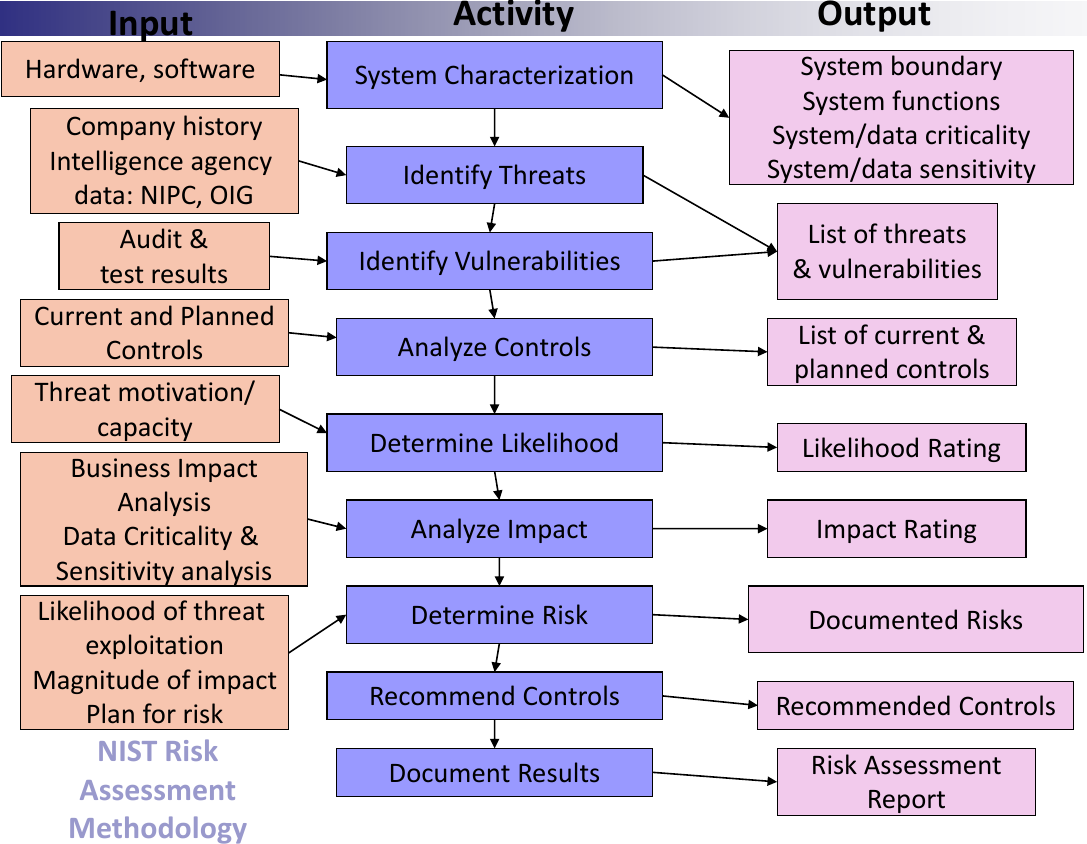 Input
Activity
Output
Hardware, software
System Characterization
System boundary
System functions
System/data criticality
System/data sensitivity
Company history
Intelligence agency
data: NIPC, OIG
Identify Threats
List of threats
& vulnerabilities
Audit &
test results
Identify Vulnerabilities
Current and Planned
Controls
Analyze Controls
List of current &
planned controls
Threat motivation/
capacity
Determine Likelihood
Likelihood Rating
Business Impact
Analysis
Data Criticality &
Sensitivity analysis
Analyze Impact
Impact Rating
Likelihood of threat
exploitation
Magnitude of impact
Plan for risk
Determine Risk
Documented Risks
Recommend Controls
Recommended Controls
Document Results
Risk Assessment
Report
NIST Risk
Assessment
Methodology